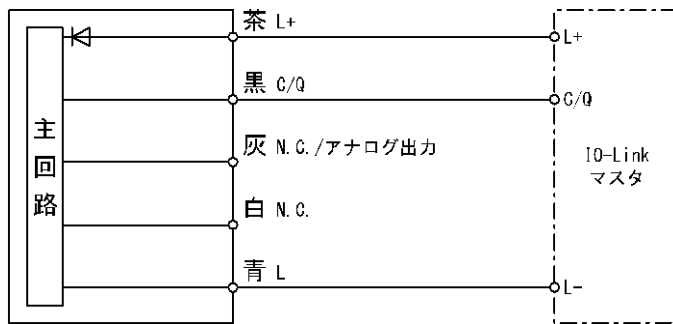 茶 L+
L+
黒 C/Q
C/Q
主回路
灰 N.C./アナログ出力
IO-Link
マスタ
白 N.C.
青 L
L-